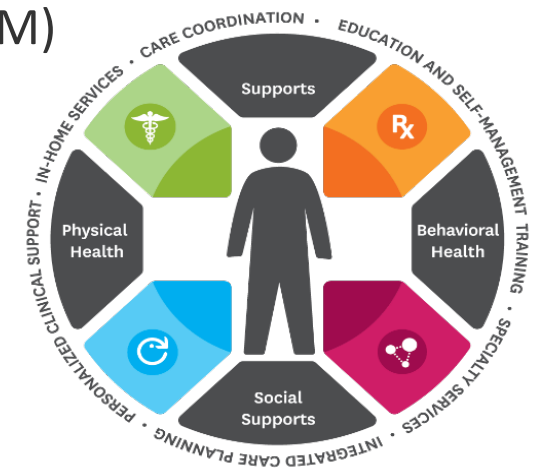 M)
CARE COORDINATION •
EDUCATION AND SELF-MANAGEMENT TRAINING •
SPECIALTY SERVICES •
INTEGRATED CARE PLANNING •
PERSONALIZED CLINICAL SUPPORT •
IN-HOME SERVICES •
Supports
Rx
Physical
Health
Behavioral
Health
Social
Supports